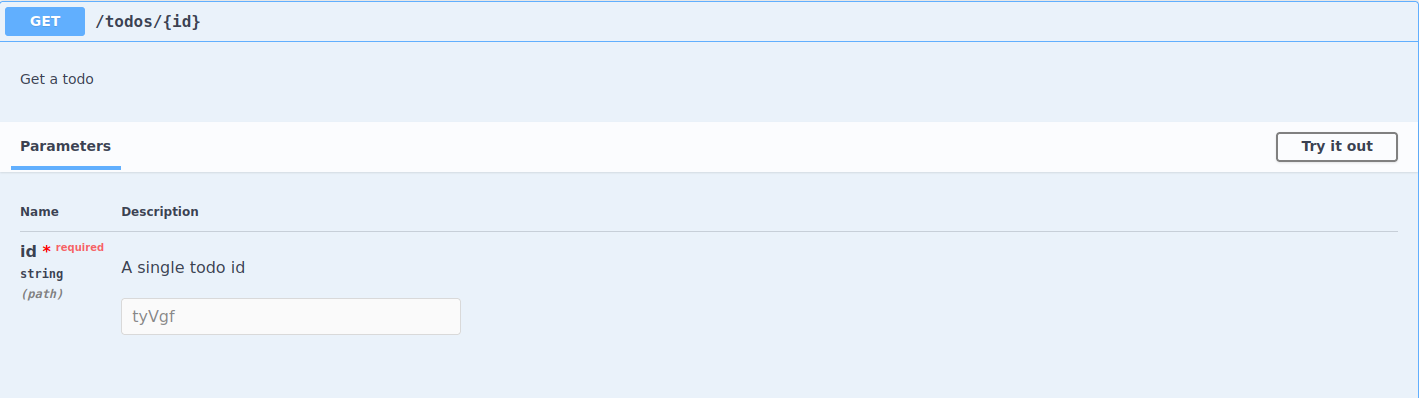 GET /todos/{id}
Get a todo
Parameters Try it out
Name Description
id * required
string
(path)
A single todo id
tyVgf